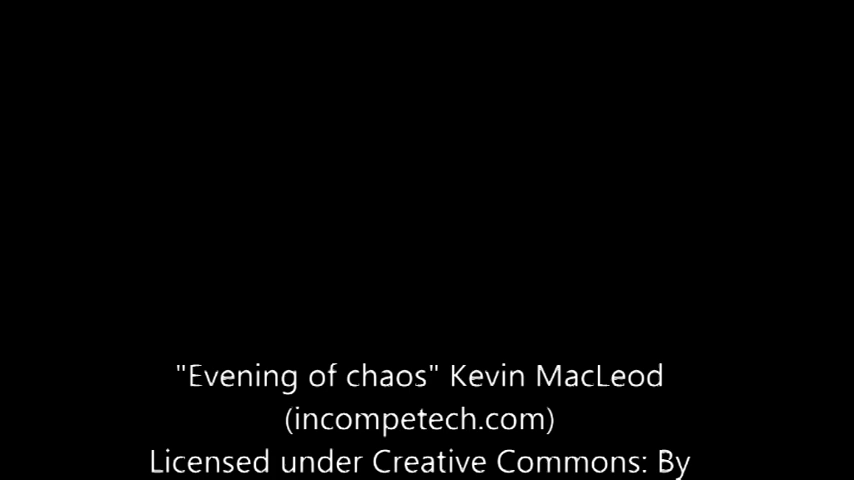 "Evening of chaos" Kevin MacLeod
(incompetech.com)
Licensed under Creative Commons: By